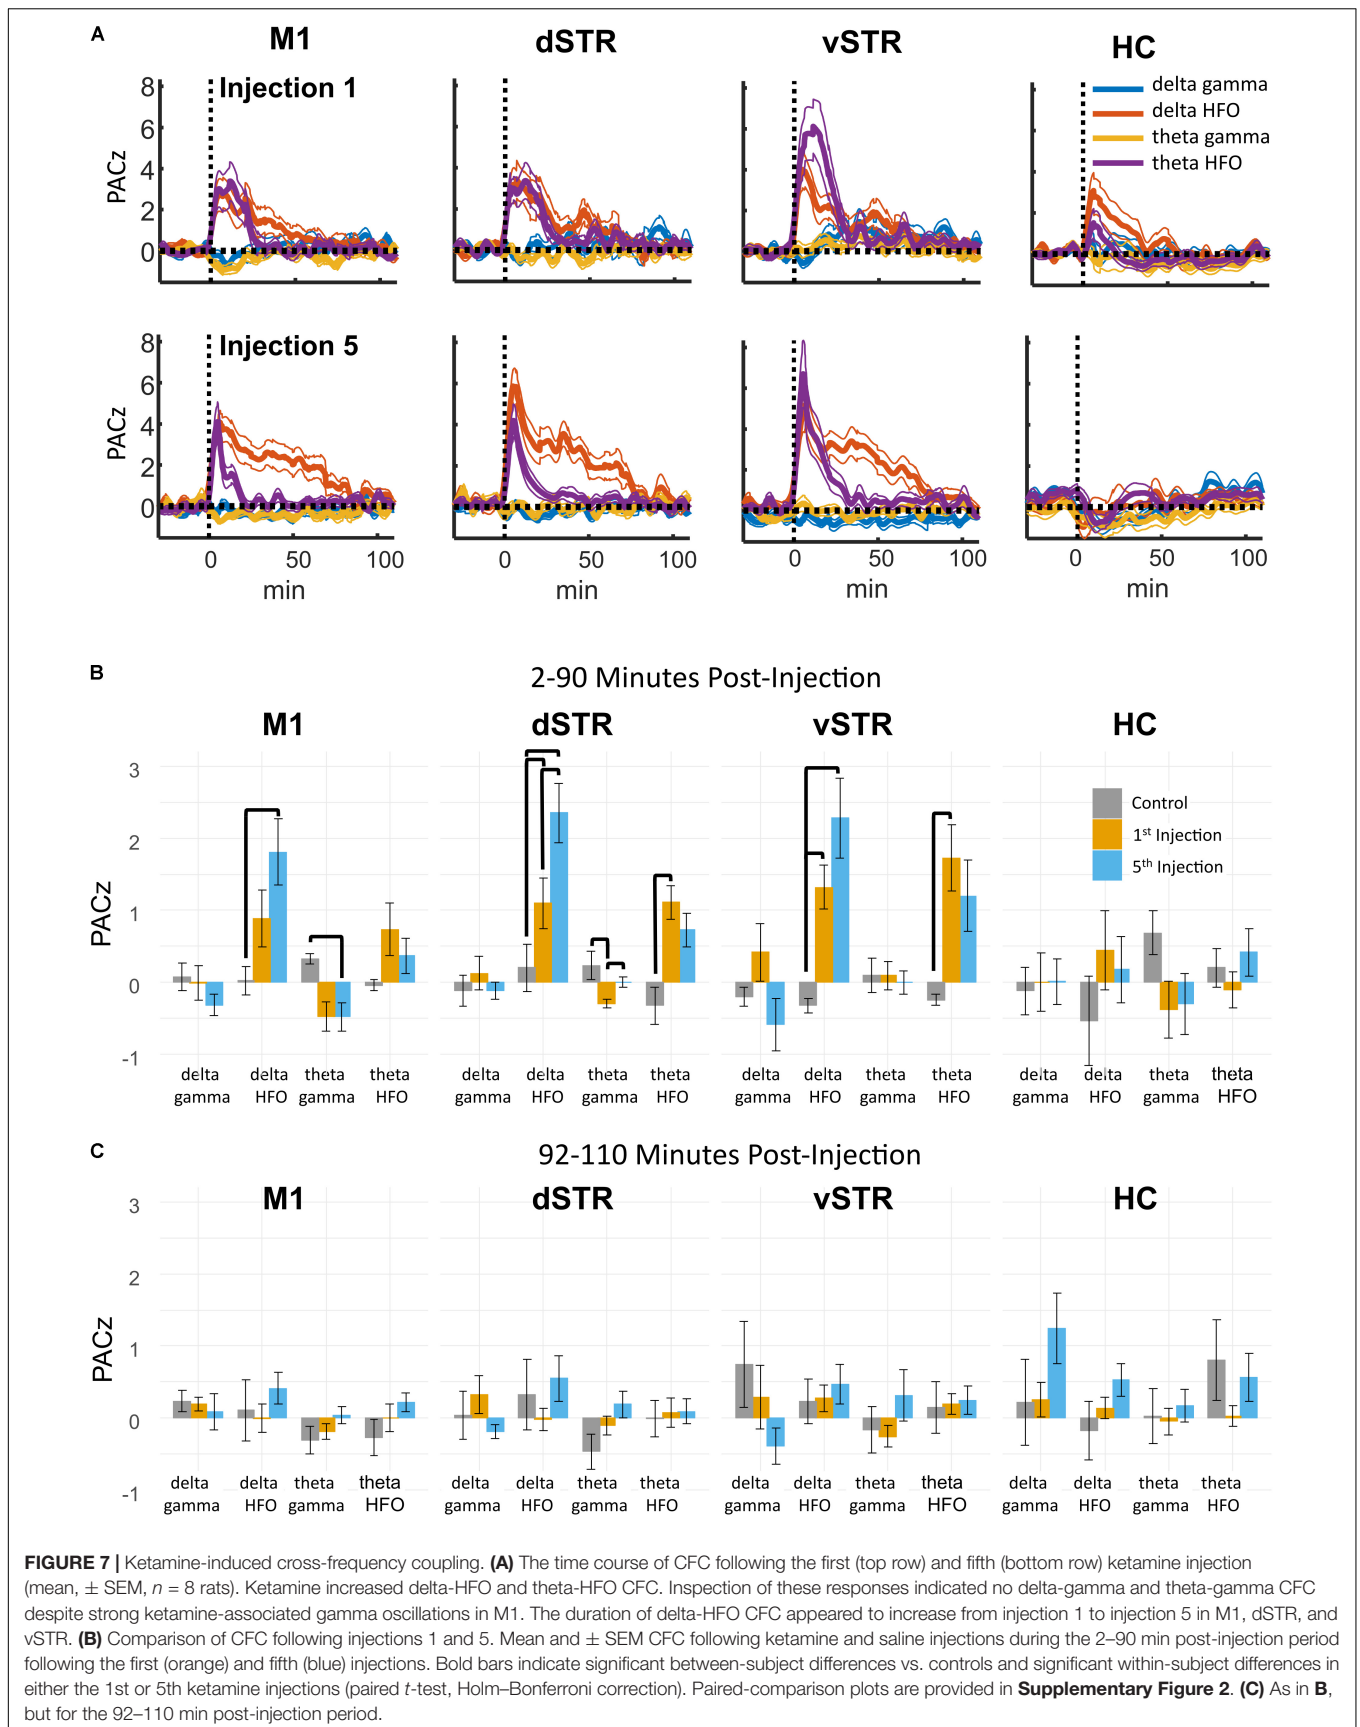 A
M1 dSTR vSTR HC
Injection 1
delta gamma
delta HFO
theta gamma
theta HFO
8
6
4
2
0
PACz
Injection 5
8
6
4
2
0
PACz
0 50 100 0 50 100 0 50 100 0 50 100
min min min min
B
2-90 Minutes Post-Injection
M1 dSTR vSTR HC
3
2
1
0
-1
PACz
Control
1st Injection
5th Injection
delta delta theta theta delta delta theta theta delta delta theta theta delta delta theta theta
gamma HFO gamma HFO gamma HFO gamma HFO gamma HFO gamma HFO gamma HFO gamma HFO
C
92-110 Minutes Post-Injection
M1 dSTR vSTR HC
3
2
1
0
-1
PACz
delta delta theta theta delta delta theta theta delta delta theta theta delta delta theta theta
gamma HFO gamma HFO gamma HFO gamma HFO gamma HFO gamma HFO gamma HFO gamma HFO
FIGURE 7 | Ketamine-induced cross-frequency coupling. (A) The time course of CFC following the first (top row) and fifth (bottom row) ketamine injection
(mean, ± SEM, n = 8 rats). Ketamine increased delta-HFO and theta-HFO CFC. Inspection of these responses indicated no delta-gamma and theta-gamma CFC
despite strong ketamine-associated gamma oscillations in M1. The duration of delta-HFO CFC appeared to increase from injection 1 to injection 5 in M1, dSTR, and
vSTR. (B) Comparison of CFC following injections 1 and 5. Mean and ± SEM CFC following ketamine and saline injections during the 2–90 min post-injection period
following the first (orange) and fifth (blue) injections. Bold bars indicate significant between-subject differences vs. controls and significant within-subject differences in
either the 1st or 5th ketamine injections (paired t-test, Holm–Bonferroni correction). Paired-comparison plots are provided in Supplementary Figure 2. (C) As in B,
but for the 92–110 min post-injection period.